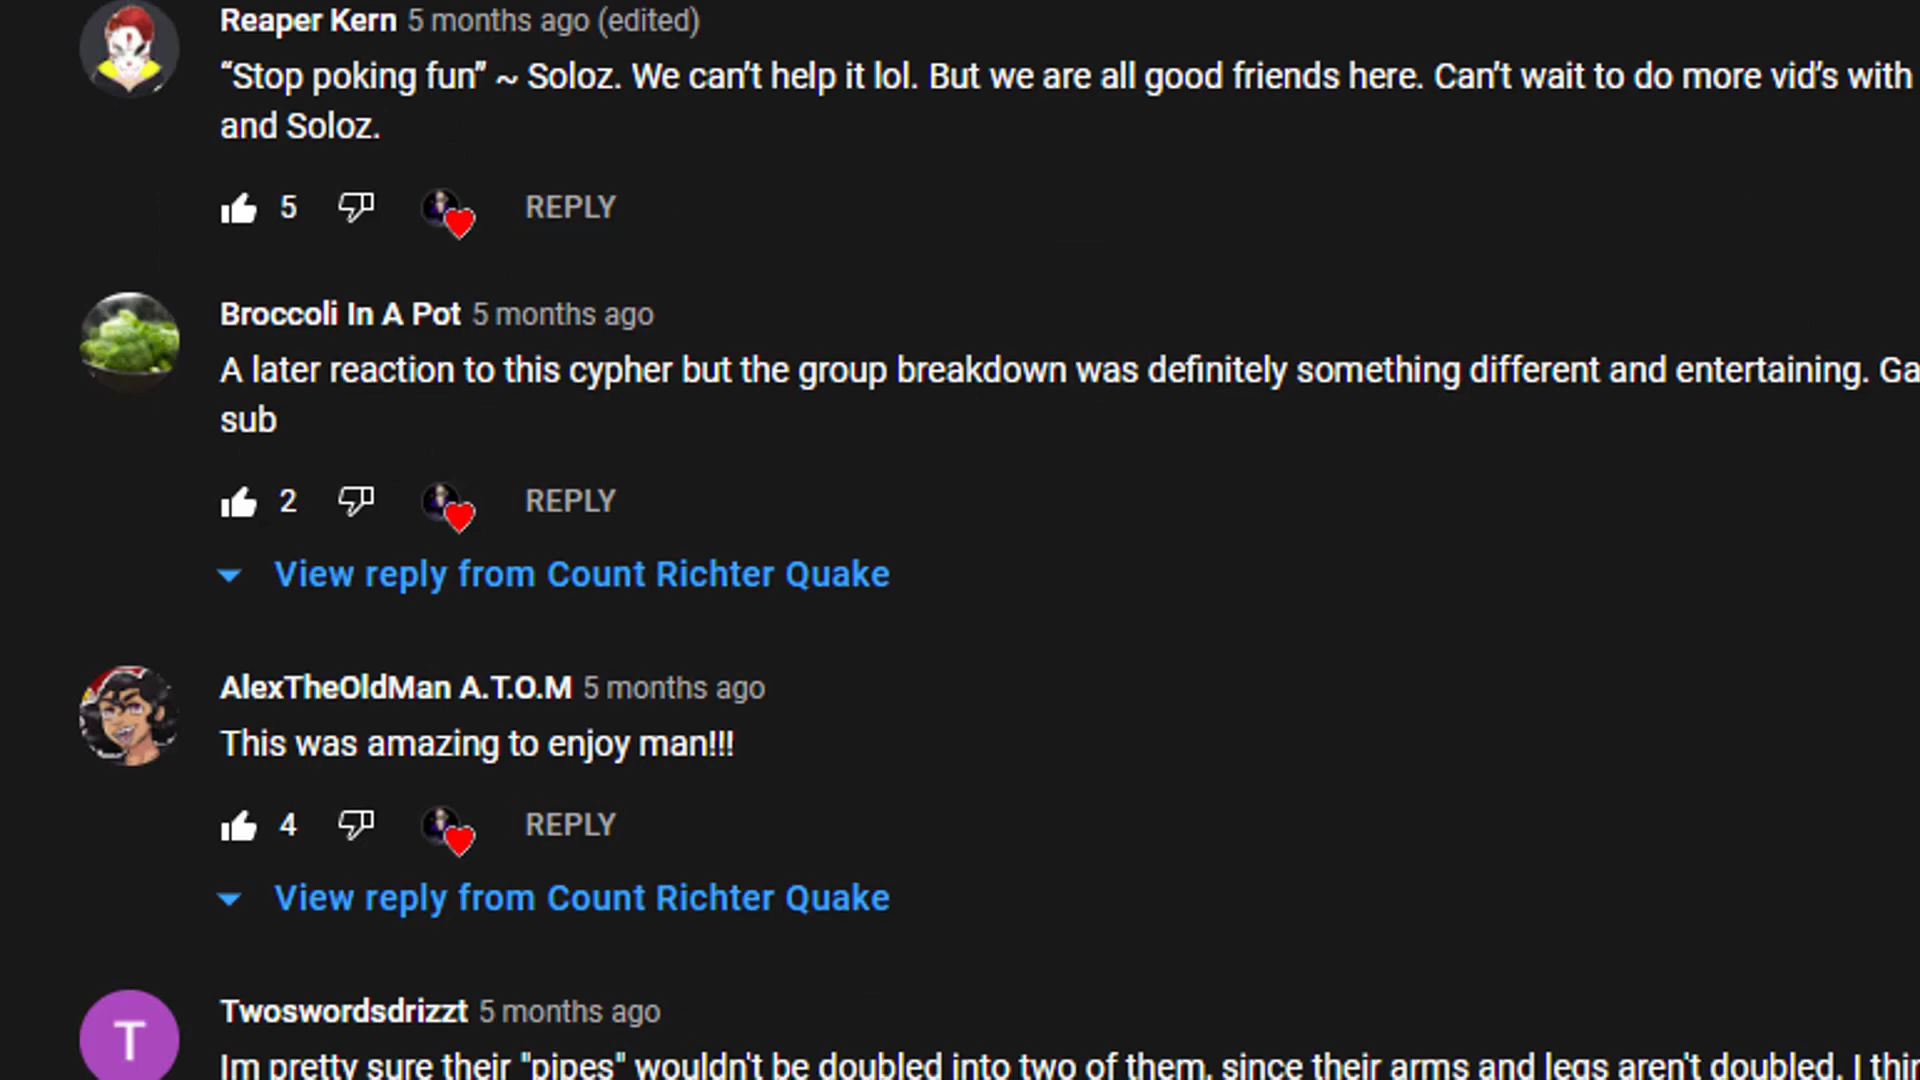 Reaper Kern 5 months ago (edited)
“Stop poking fun” ~ Soloz. We can’t help it lol. But we are all good friends here. Can’t wait to do more vid’s with
and Soloz.
5 REPLY
Broccoli In A Pot 5 months ago
A later reaction to this cypher but the group breakdown was definitely something different and entertaining. Ga
sub
2 REPLY
View reply from Count Richter Quake
AlexTheOldMan A.T.O.M 5 months ago
This was amazing to enjoy man!!!
4 REPLY
View reply from Count Richter Quake
T
Twoswordsdrizzt 5 months ago
Im pretty sure their "pipes" wouldn't be doubled into two of them, since their arms and legs aren't doubled. I thin